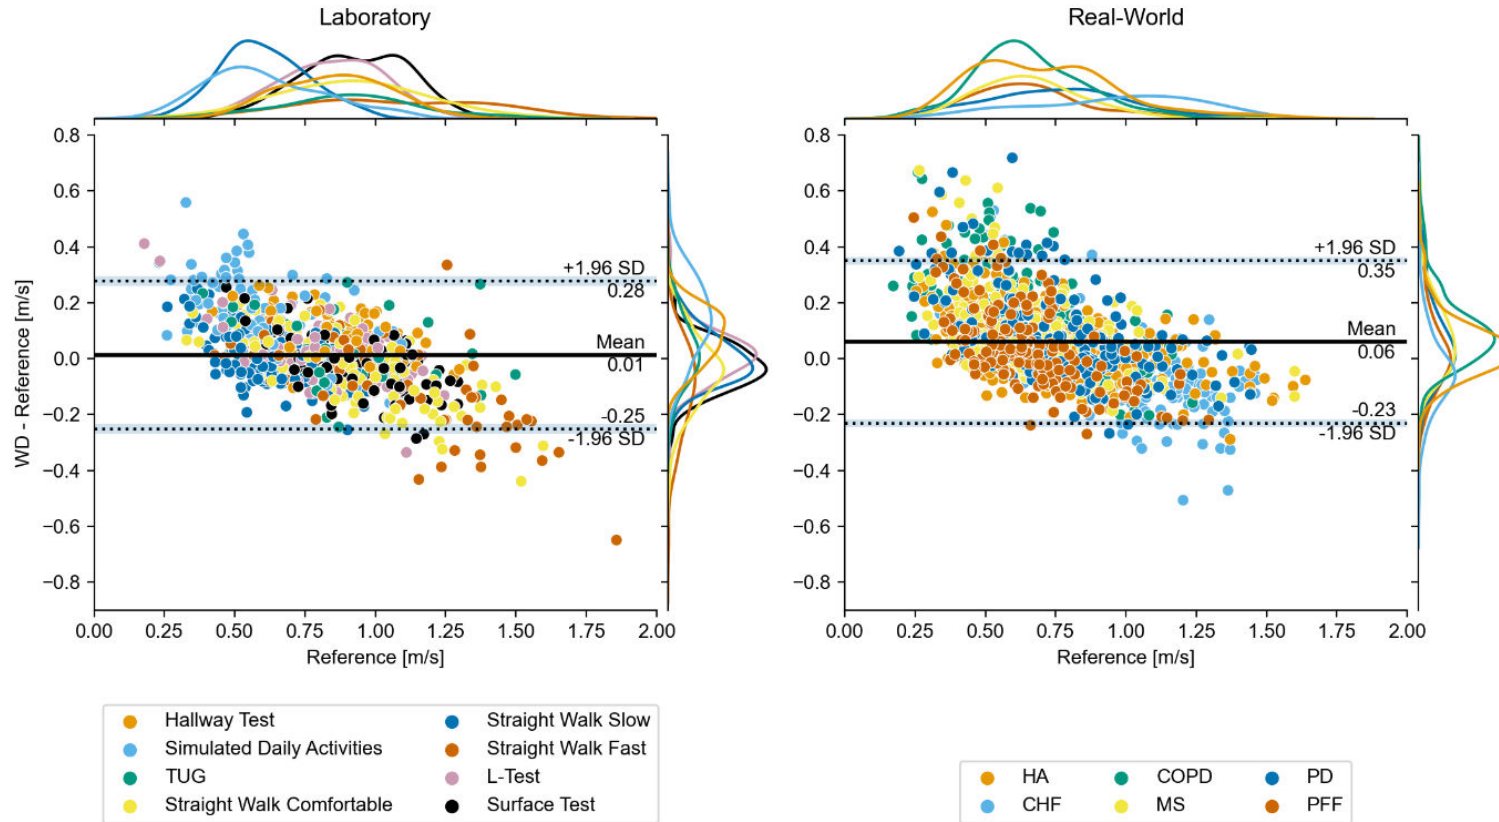 Laboratory
0.8
0.6
0.4
0.2
0.0
−0.2
−0.4
−0.6
−0.8
WD - Reference [m/s]
+1.96 SD
0.28
Mean
0.01
-0.25
-1.96 SD
0.00 0.25 0.50 0.75 1.00 1.25 1.50 1.75 2.00
Reference [m/s]
Hallway Test
Simulated Daily Activities
TUG
Straight Walk Comfortable
Straight Walk Slow
Straight Walk Fast
L-Test
Surface Test
Real-World
0.8
0.6
0.4
0.2
0.0
−0.2
−0.4
−0.6
−0.8
+1.96 SD
0.35
Mean
0.06
-0.23
-1.96 SD
0.00 0.25 0.50 0.75 1.00 1.25 1.50 1.75 2.00
Reference [m/s]
HA
CHF
COPD
MS
PD
PFF